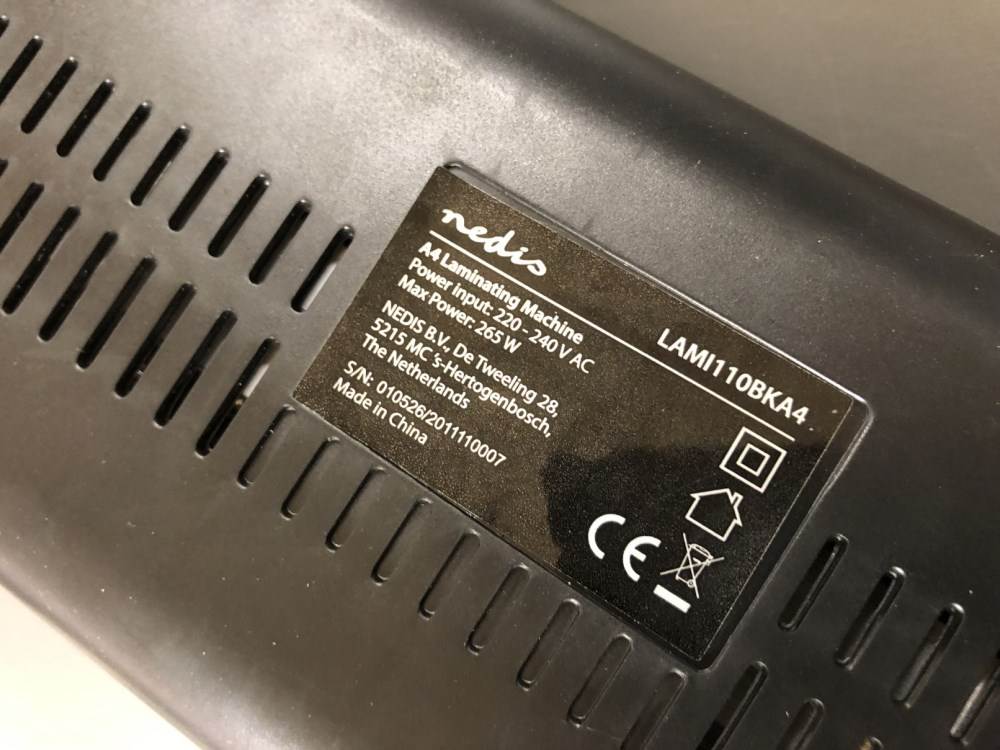 nedis
A4 Laminating Machine
LAMI110BKA4
Power input: 220 - 240 V AC
Max Power: 265 W
NEDIS B.V., De Tweeling 28,
5215 MC 's-Hertogenbosch,
The Netherlands
S/N: 010526/2011110007
Made in China
CE